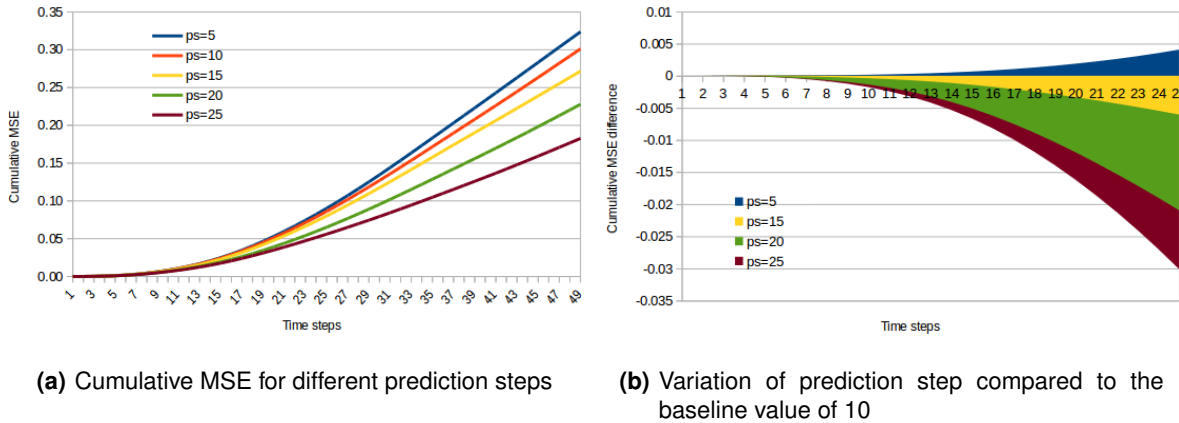 0.35
0.30
0.25
0.20
0.15
0.10
0.05
0.00
Cumulative MSE
ps=5
ps=10
ps=15
ps=20
ps=25
1 3 5 7 9 11 13 15 17 19 21 23 25 27 29 31 33 35 37 39 41 43 45 47 49
Time steps
(a) Cumulative MSE for different prediction steps
0.01
0.005
0
-0.005
-0.01
-0.015
-0.02
-0.025
-0.03
-0.035
Cumulative MSE difference
1 2 3 4 5 6 7 8 9 10 11 12 13 14 15 16 17 18 19 20 21 22 23 24
ps=5
ps=15
ps=20
ps=25
Time steps
(b) Variation of prediction step compared to the
baseline value of 10